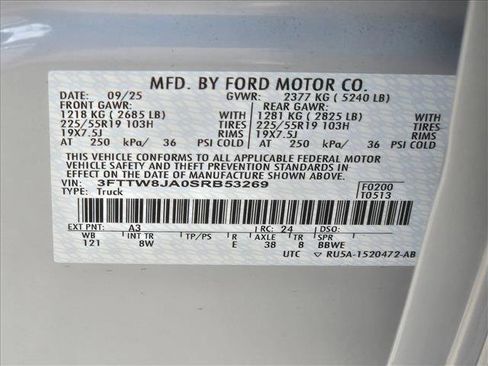 MFD. BY FORD MOTOR CO.
DATE: 09/25 GVWR: 2377 KG ( 5240 LB)
FRONT GAWR: REAR GAWR:
1218 KG ( 2685 LB) WITH 1281 KG ( 2825 LB) WITH
225/55R19 103H TIRES 225/55R19 103H TIRES
19X7.5J RIMS 19X7.5J RIMS
AT 250 kPa/ 36 PSI COLD AT 250 kPa/ 36 PSI COLD
THIS VEHICLE CONFORMS TO ALL APPLICABLE FEDERAL MOTOR
VEHICLE SAFETY AND THEFT PREVENTION STANDARDS IN
EFFECT ON THE DATE OF MANUFACTURE SHOWN ABOVE.
VIN: 3FTTW8JA0SRB53269 F0200
TYPE: Truck T0513
EXT PNT: A3 RC: 24 DSO:
WB INT TR TP/PS R AXLE TR SPR
121 8W E 38 8 BBWE
UTC RU5A-1520472-AB